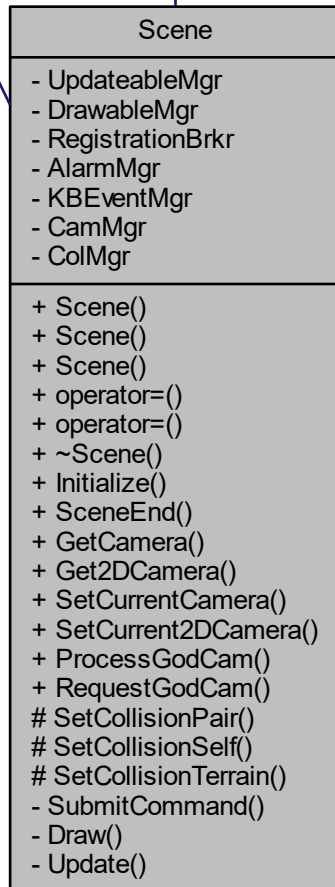 Scene
- UpdateableMgr
- DrawableMgr
- RegistrationBrkr
- AlarmMgr
- KBEventMgr
- CamMgr
- ColMgr
+ Scene()
+ Scene()
+ Scene()
+ operator=()
+ operator=()
+ ~Scene()
+ Initialize()
+ SceneEnd()
+ GetCamera()
+ Get2DCamera()
+ SetCurrentCamera()
+ SetCurrent2DCamera()
+ ProcessGodCam()
+ RequestGodCam()
# SetCollisionPair()
# SetCollisionSelf()
# SetCollisionTerrain()
- SubmitCommand()
- Draw()
- Update()